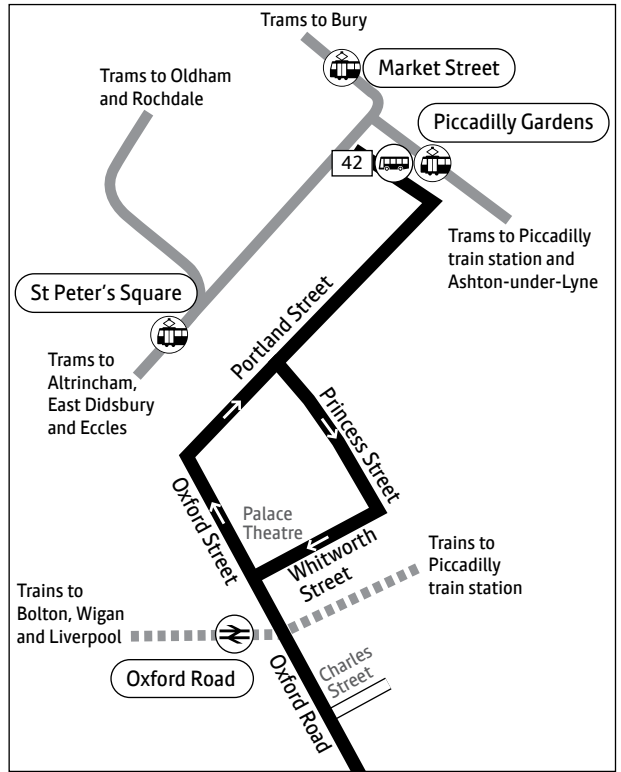 Trams to Bury
Market Street
Trams to Oldham
and Rochdale
Piccadilly Gardens
42
Trams to Piccadilly
train station and
Ashton-under-Lyne
St Peter's Square
Portland Street
Trams to
Altrincham,
East Didsbury
and Eccles
Princess Street
Oxford Street
Palace
Theatre
Whitworth
Street
Trains to
Piccadilly
train station
Trains to
Bolton, Wigan
and Liverpool
Oxford Road
Oxford Road
Charles
Street